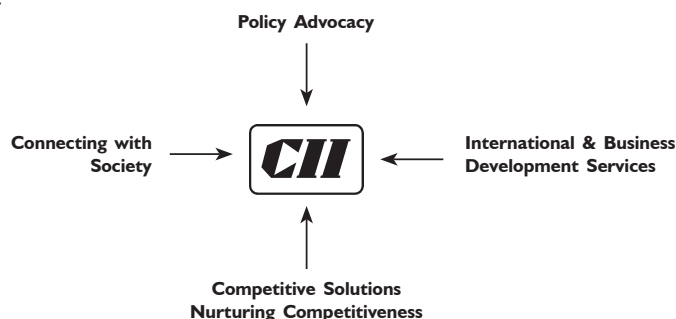 Policy Advocacy
Connecting with
Society
CII
International & Business
Development Services
Competitive Solutions
Nurturing Competitiveness